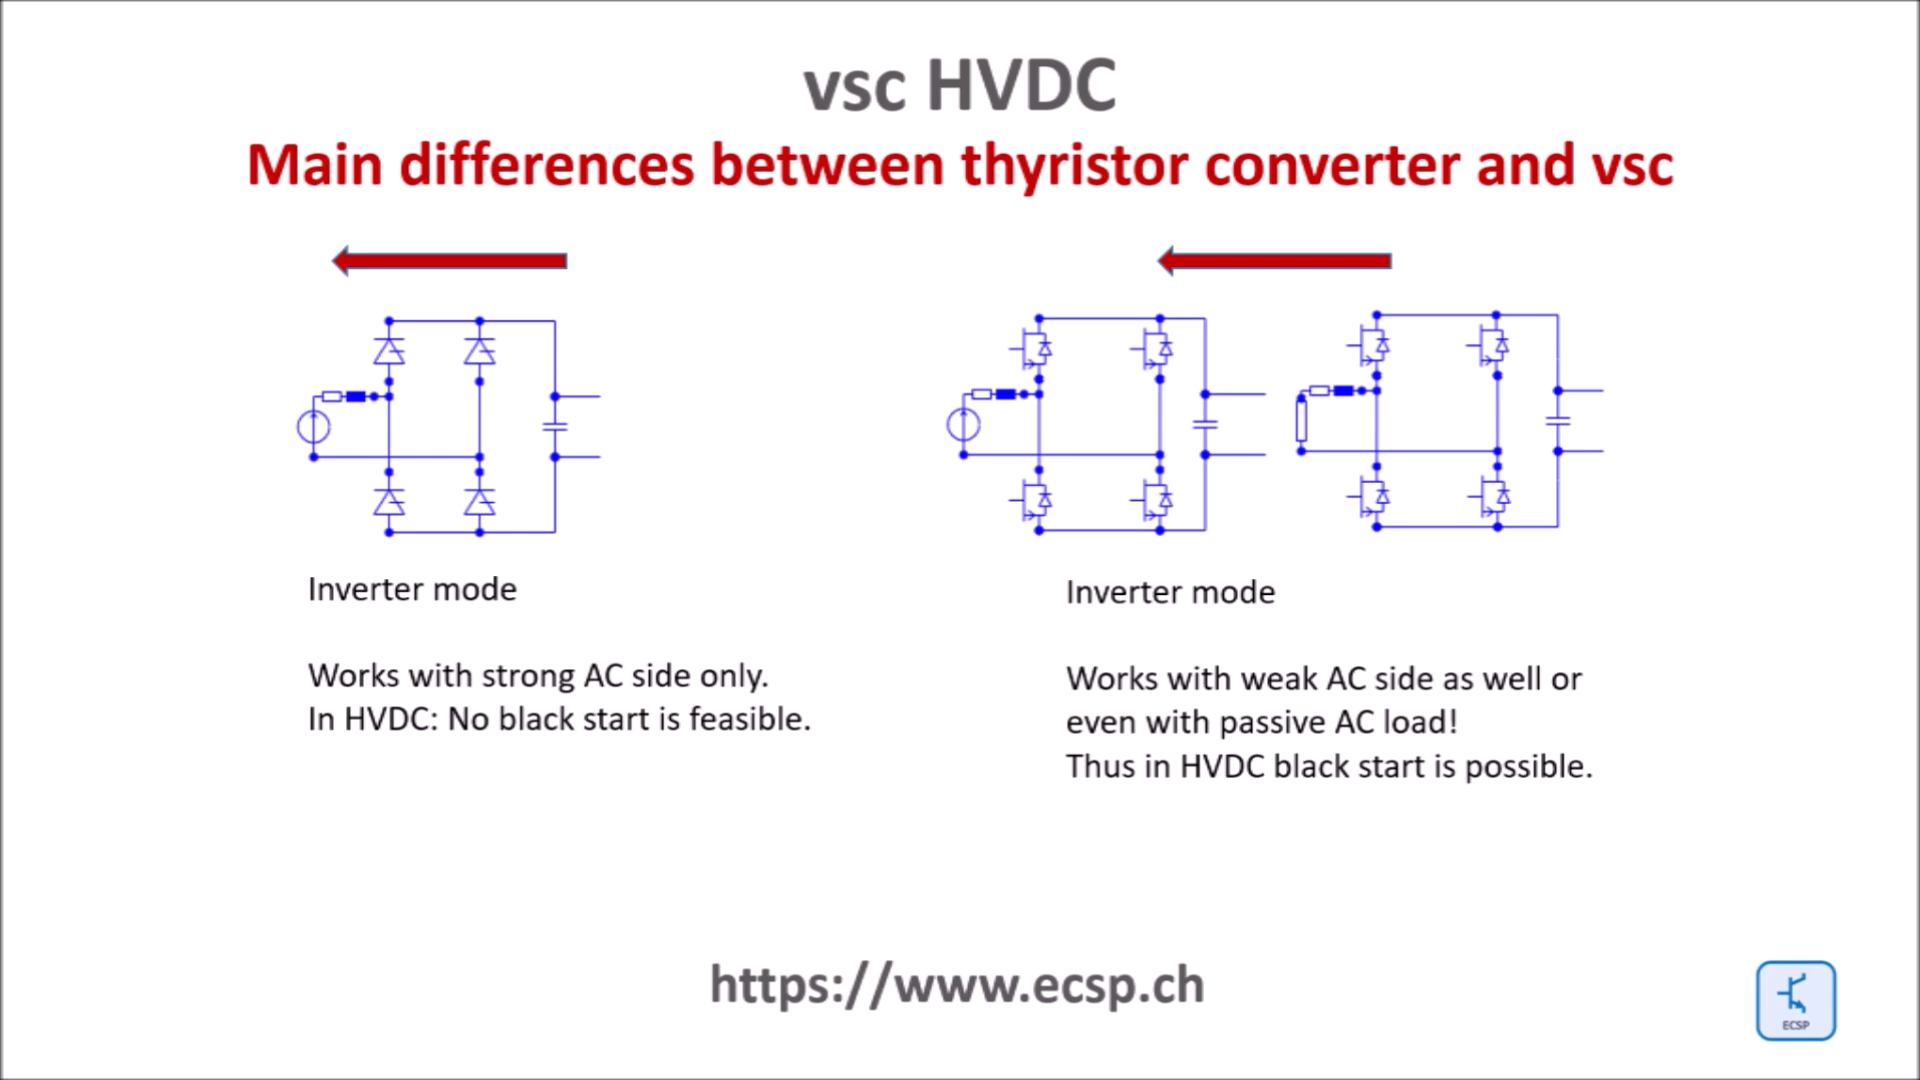 vsc HVDC
Main differences between thyristor converter and vsc
Inverter mode
Works with strong AC side only.
In HVDC: No black start is feasible.
Inverter mode
Works with weak AC side as well or
even with passive AC load!
Thus in HVDC black start is possible.
https://www.ecsp.ch
ECSP